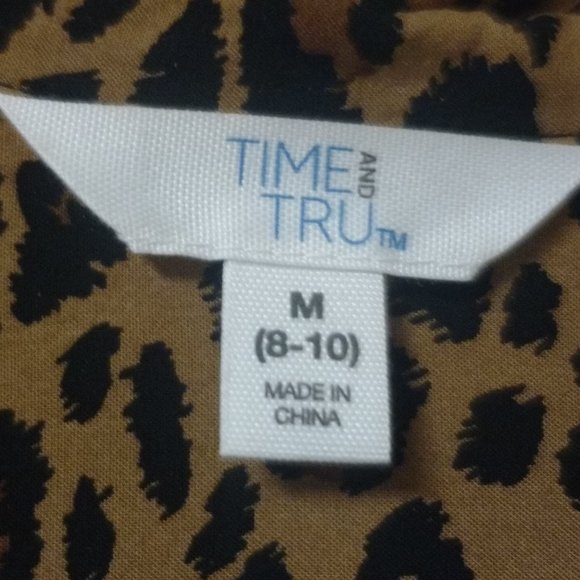 TIME AND
TRU™
M
(8-10)
MADE IN
CHINA